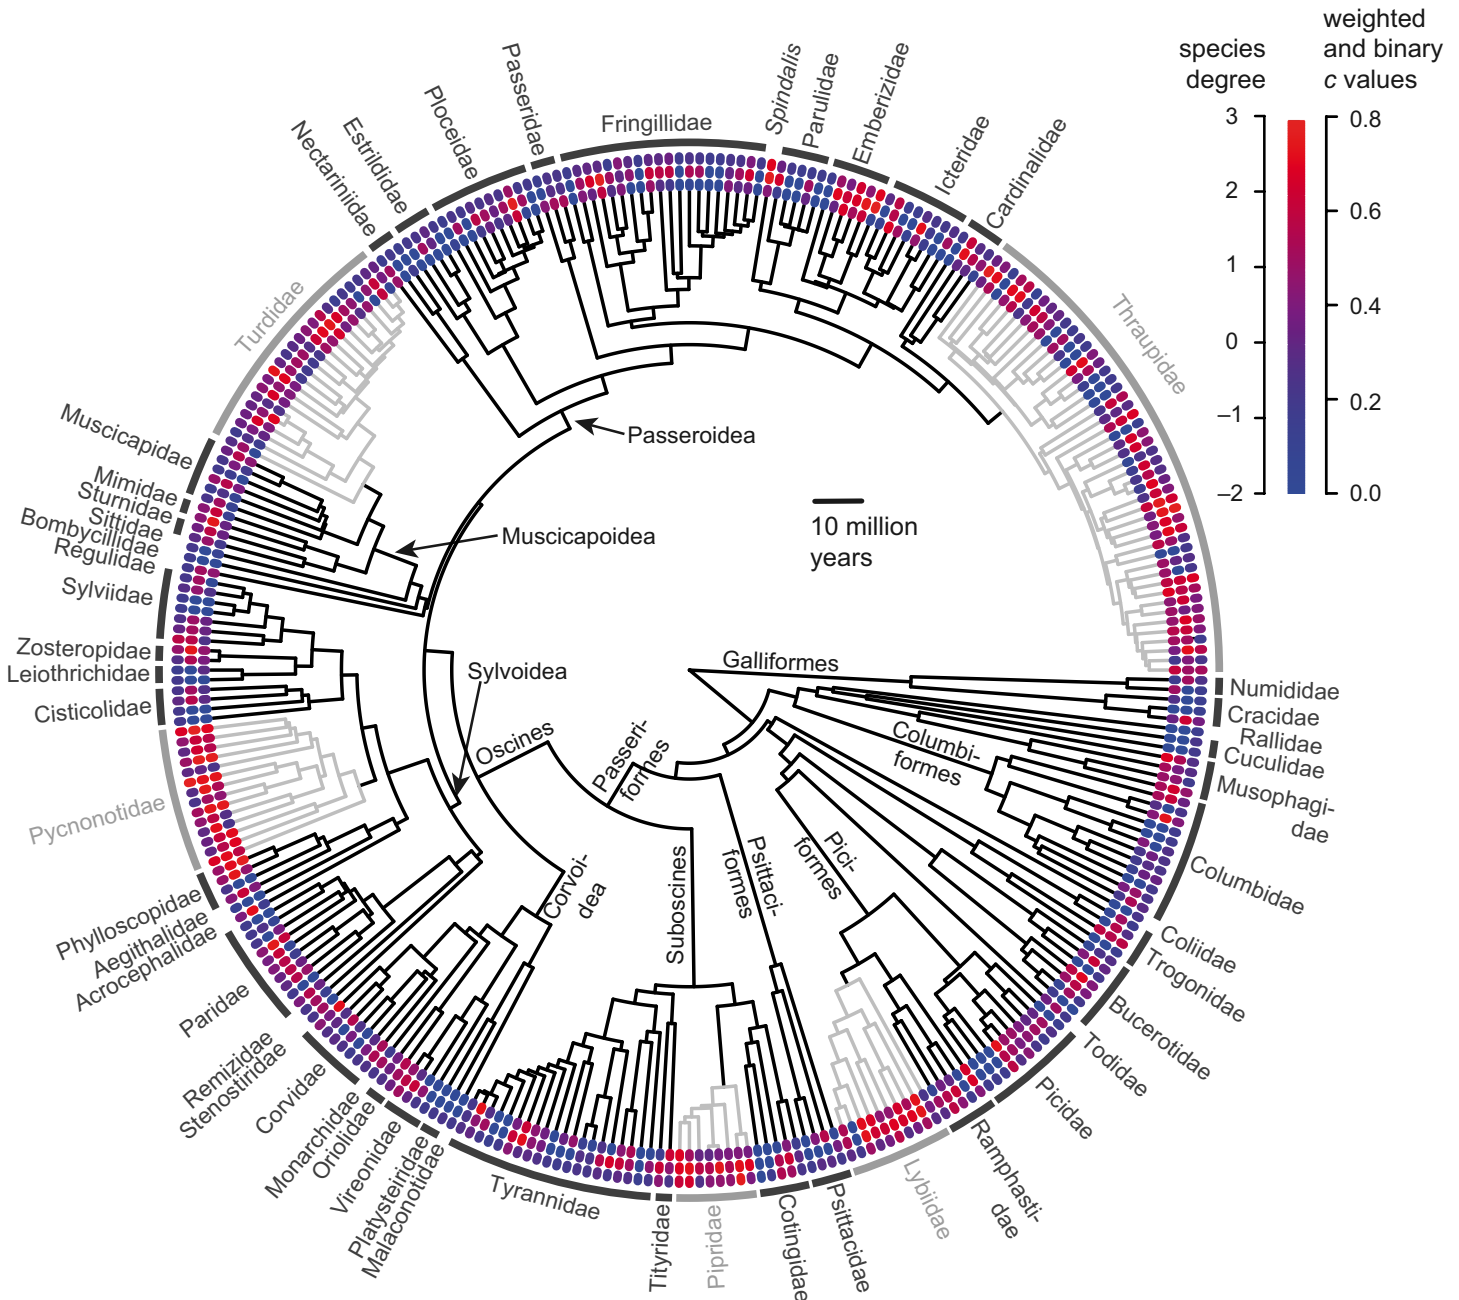 weighted
and binary
c values
species
degree
3
2
1
0
–1
–2
0.8
0.6
0.4
0.2
0.0
Passeridae
Ploceidae
Estrildidae
Nectariniidae
Fringillidae
Spindalis
Parulidae
Emberizidae
Icteridae
Cardinalidae
Thraupidae
Turdidae
Muscicapidae
Mimidae
Sturnidae
Sittidae
Bombycillidae
Regulidae
Sylviidae
Zosteropidae
Leiothrichidae
Cisticolidae
Pycnonotidae
Phylloscopidae
Aegithalidae
Acrocephalidae
Paridae
Remizidae
Stenostiridae
Corvidae
Monarchidae
Oriolidae
Vireonidae
Platysteiridae
Malaconotidae
Tyrannidae
Tityridae
Pipridae
Cotingidae
Psittacidae
Lybiidae
Ramphasti-
dae
Picidae
Todidae
Bucerotidae
Trogonidae
Coliidae
Columbidae
Musophagi-
dae
Cuculidae
Rallidae
Cracidae
Numididae
Passeroidea
Muscicapoidea
10 million
years
Sylvoidea
Galliformes
Oscines
Passeri-
formes
Columbi-
formes
Corvoi-
dea
Suboscines
Psittaci-
formes
Pici-
formes